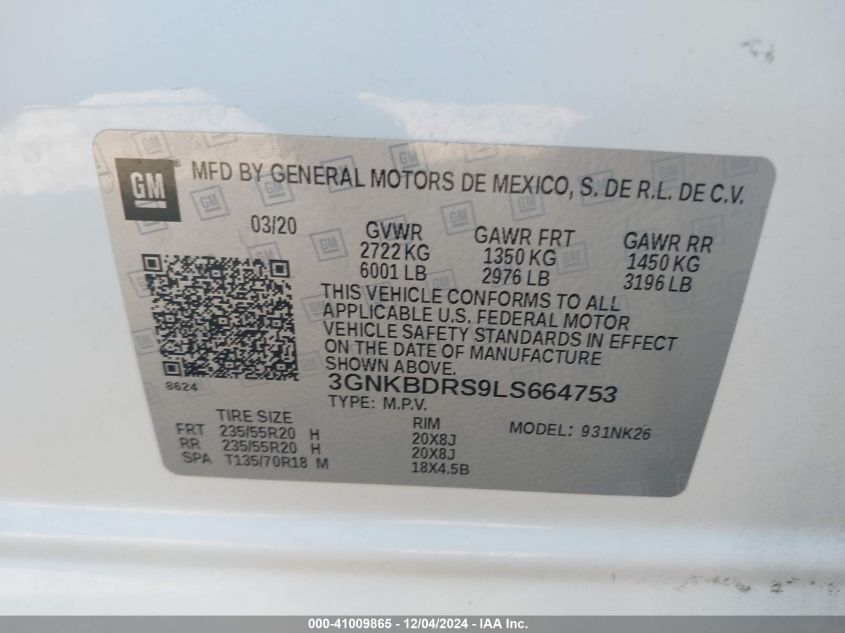 GM ® MFD BY GENERAL MOTORS DE MEXICO, S. DE R.L. DE C.V.
03/20
GVWR GAWR FRT GAWR RR
2722 KG 1350 KG 1450 KG
6001 LB 2976 LB 3196 LB
THIS VEHICLE CONFORMS TO ALL
APPLICABLE U.S. FEDERAL MOTOR
VEHICLE SAFETY STANDARDS IN EFFECT
ON THE DATE OF MANUFACTURE
SHOWN ABOVE.
8624
3GNKBDRS9LS664753
TYPE: M.P.V.
TIRE SIZE RIM MODEL: 931NK26
FRT 235/55R20 H 20X8J
RR 235/55R20 H 20X8J
SPA T135/70R18 M 18X4.5B
000-41009865 - 12/04/2024 - IAA Inc.